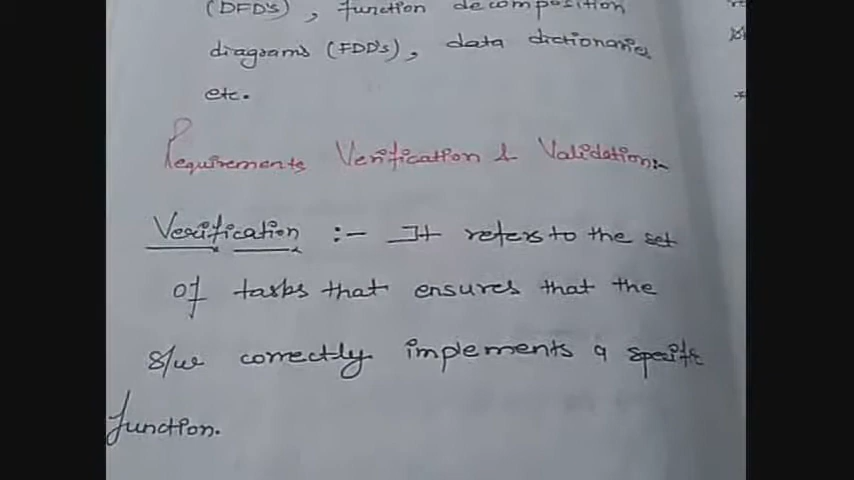 (DFD's), function decomposition
diagrams (FDD's), data dictionaries
etc.
Requirements Verification & Validation:-
Verification :- It refers to the set
of tasks that ensures that the
S/w correctly implements a specific
function.